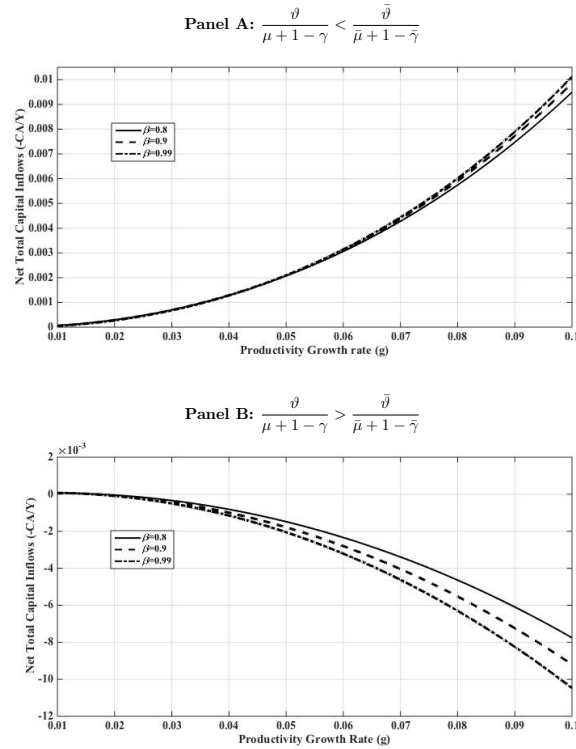 Panel A: ϑ/(μ + 1 − γ) < ϑ̄/(μ̄ + 1 − γ̄)
Net Total Capital Inflows (-CA/Y)
0.01
0.009
0.008
0.007
0.006
0.005
0.004
0.003
0.002
0.001
0
β=0.8
β=0.9
β=0.99
0.01 0.02 0.03 0.04 0.05 0.06 0.07 0.08 0.09 0.1
Productivity Growth rate (g)
Panel B: ϑ/(μ + 1 − γ) > ϑ̄/(μ̄ + 1 − γ̄)
×10⁻³
Net Total Capital Inflows (-CA/Y)
2
0
-2
-4
-6
-8
-10
-12
β=0.8
β=0.9
β=0.99
0.01 0.02 0.03 0.04 0.05 0.06 0.07 0.08 0.09 0.1
Productivity Growth Rate (g)